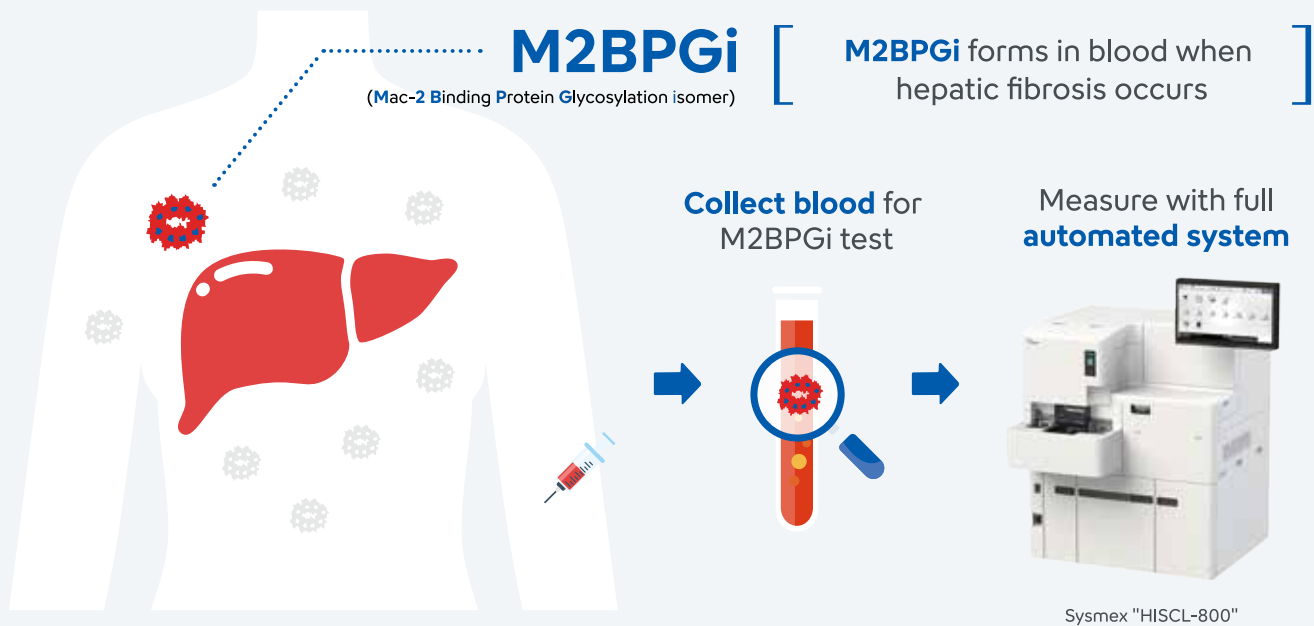 M2BPGi
(Mac-2 Binding Protein Glycosylation isomer)
M2BPGi forms in blood when
hepatic fibrosis occurs
Collect blood for
M2BPGi test
Measure with full
automated system
Sysmex "HISCL-800"